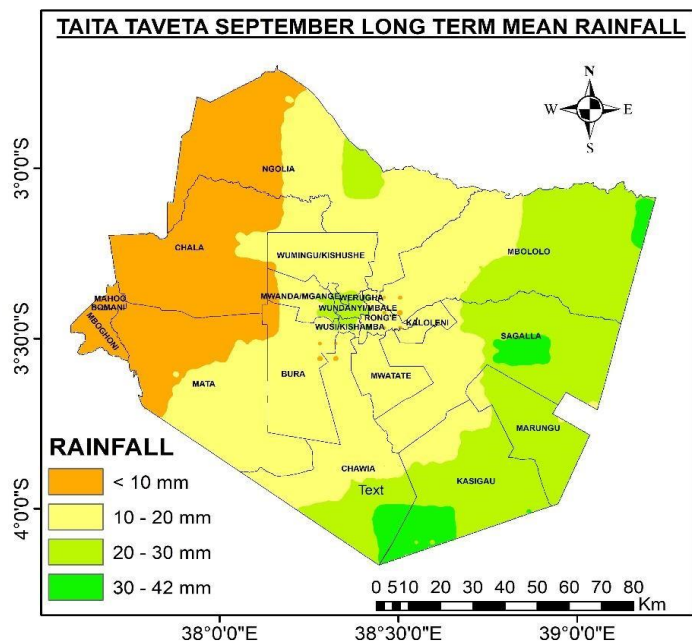 TAITA TAVETA SEPTEMBER LONG TERM MEAN RAINFALL
N
W E
S
3°0'0"S
3°30'0"S
4°0'0"S
NGOLIA
CHALA
MBOLOLO
WUMINGU/KISHUSHE
MAHOO
BOMANI
MBOGHONI
MWANDA/MGANGE
WERUGHA
WUNDANYI/MBALE
RONG'E
KALOLENI
WUSI/KISHAMBA
SAGALLA
MATA
BURA
MWATATE
MARUNGU
CHAWIA
KASIGAU
Text
RAINFALL
< 10 mm
10 - 20 mm
20 - 30 mm
30 - 42 mm
0 5 10 20 30 40 50 60 70 80
Km
38°0'0"E
38°30'0"E
39°0'0"E